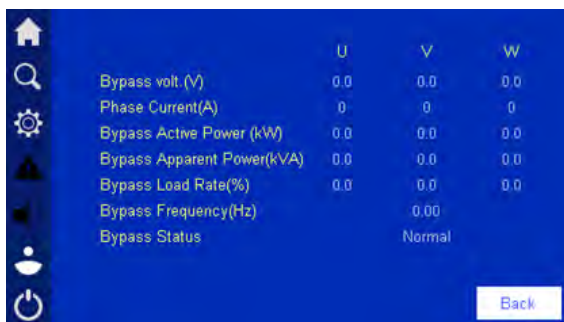 U V W
Bypass volt.(V) 0.0 0.0 0.0
Phase Current(A) 0 0 0
Bypass Active Power (kW) 0.0 0.0 0.0
Bypass Apparent Power(kVA) 0.0 0.0 0.0
Bypass Load Rate(%) 0.0 0.0 0.0
Bypass Frequency(Hz) 0.00
Bypass Status Normal
Back